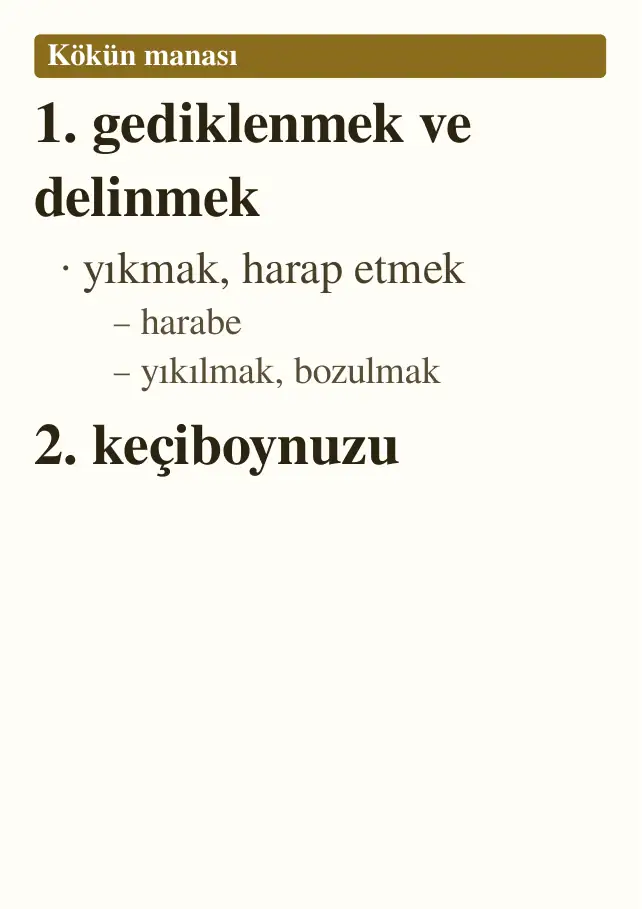 Kökün manası
1. gediklenmek ve
delinmek
· yıkmak, harap etmek
– harabe
– yıkılmak, bozulmak
2. keçiboynuzu